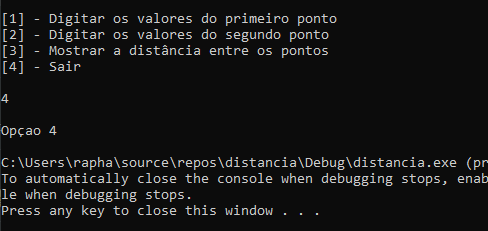 [1] - Digitar os valores do primeiro ponto
[2] - Digitar os valores do segundo ponto
[3] - Mostrar a distância entre os pontos
[4] - Sair
4
Opçao 4
C:\Users\rapha\source\repos\distancia\Debug\distancia.exe (pr
To automatically close the console when debugging stops, enab
le when debugging stops.
Press any key to close this window . . .